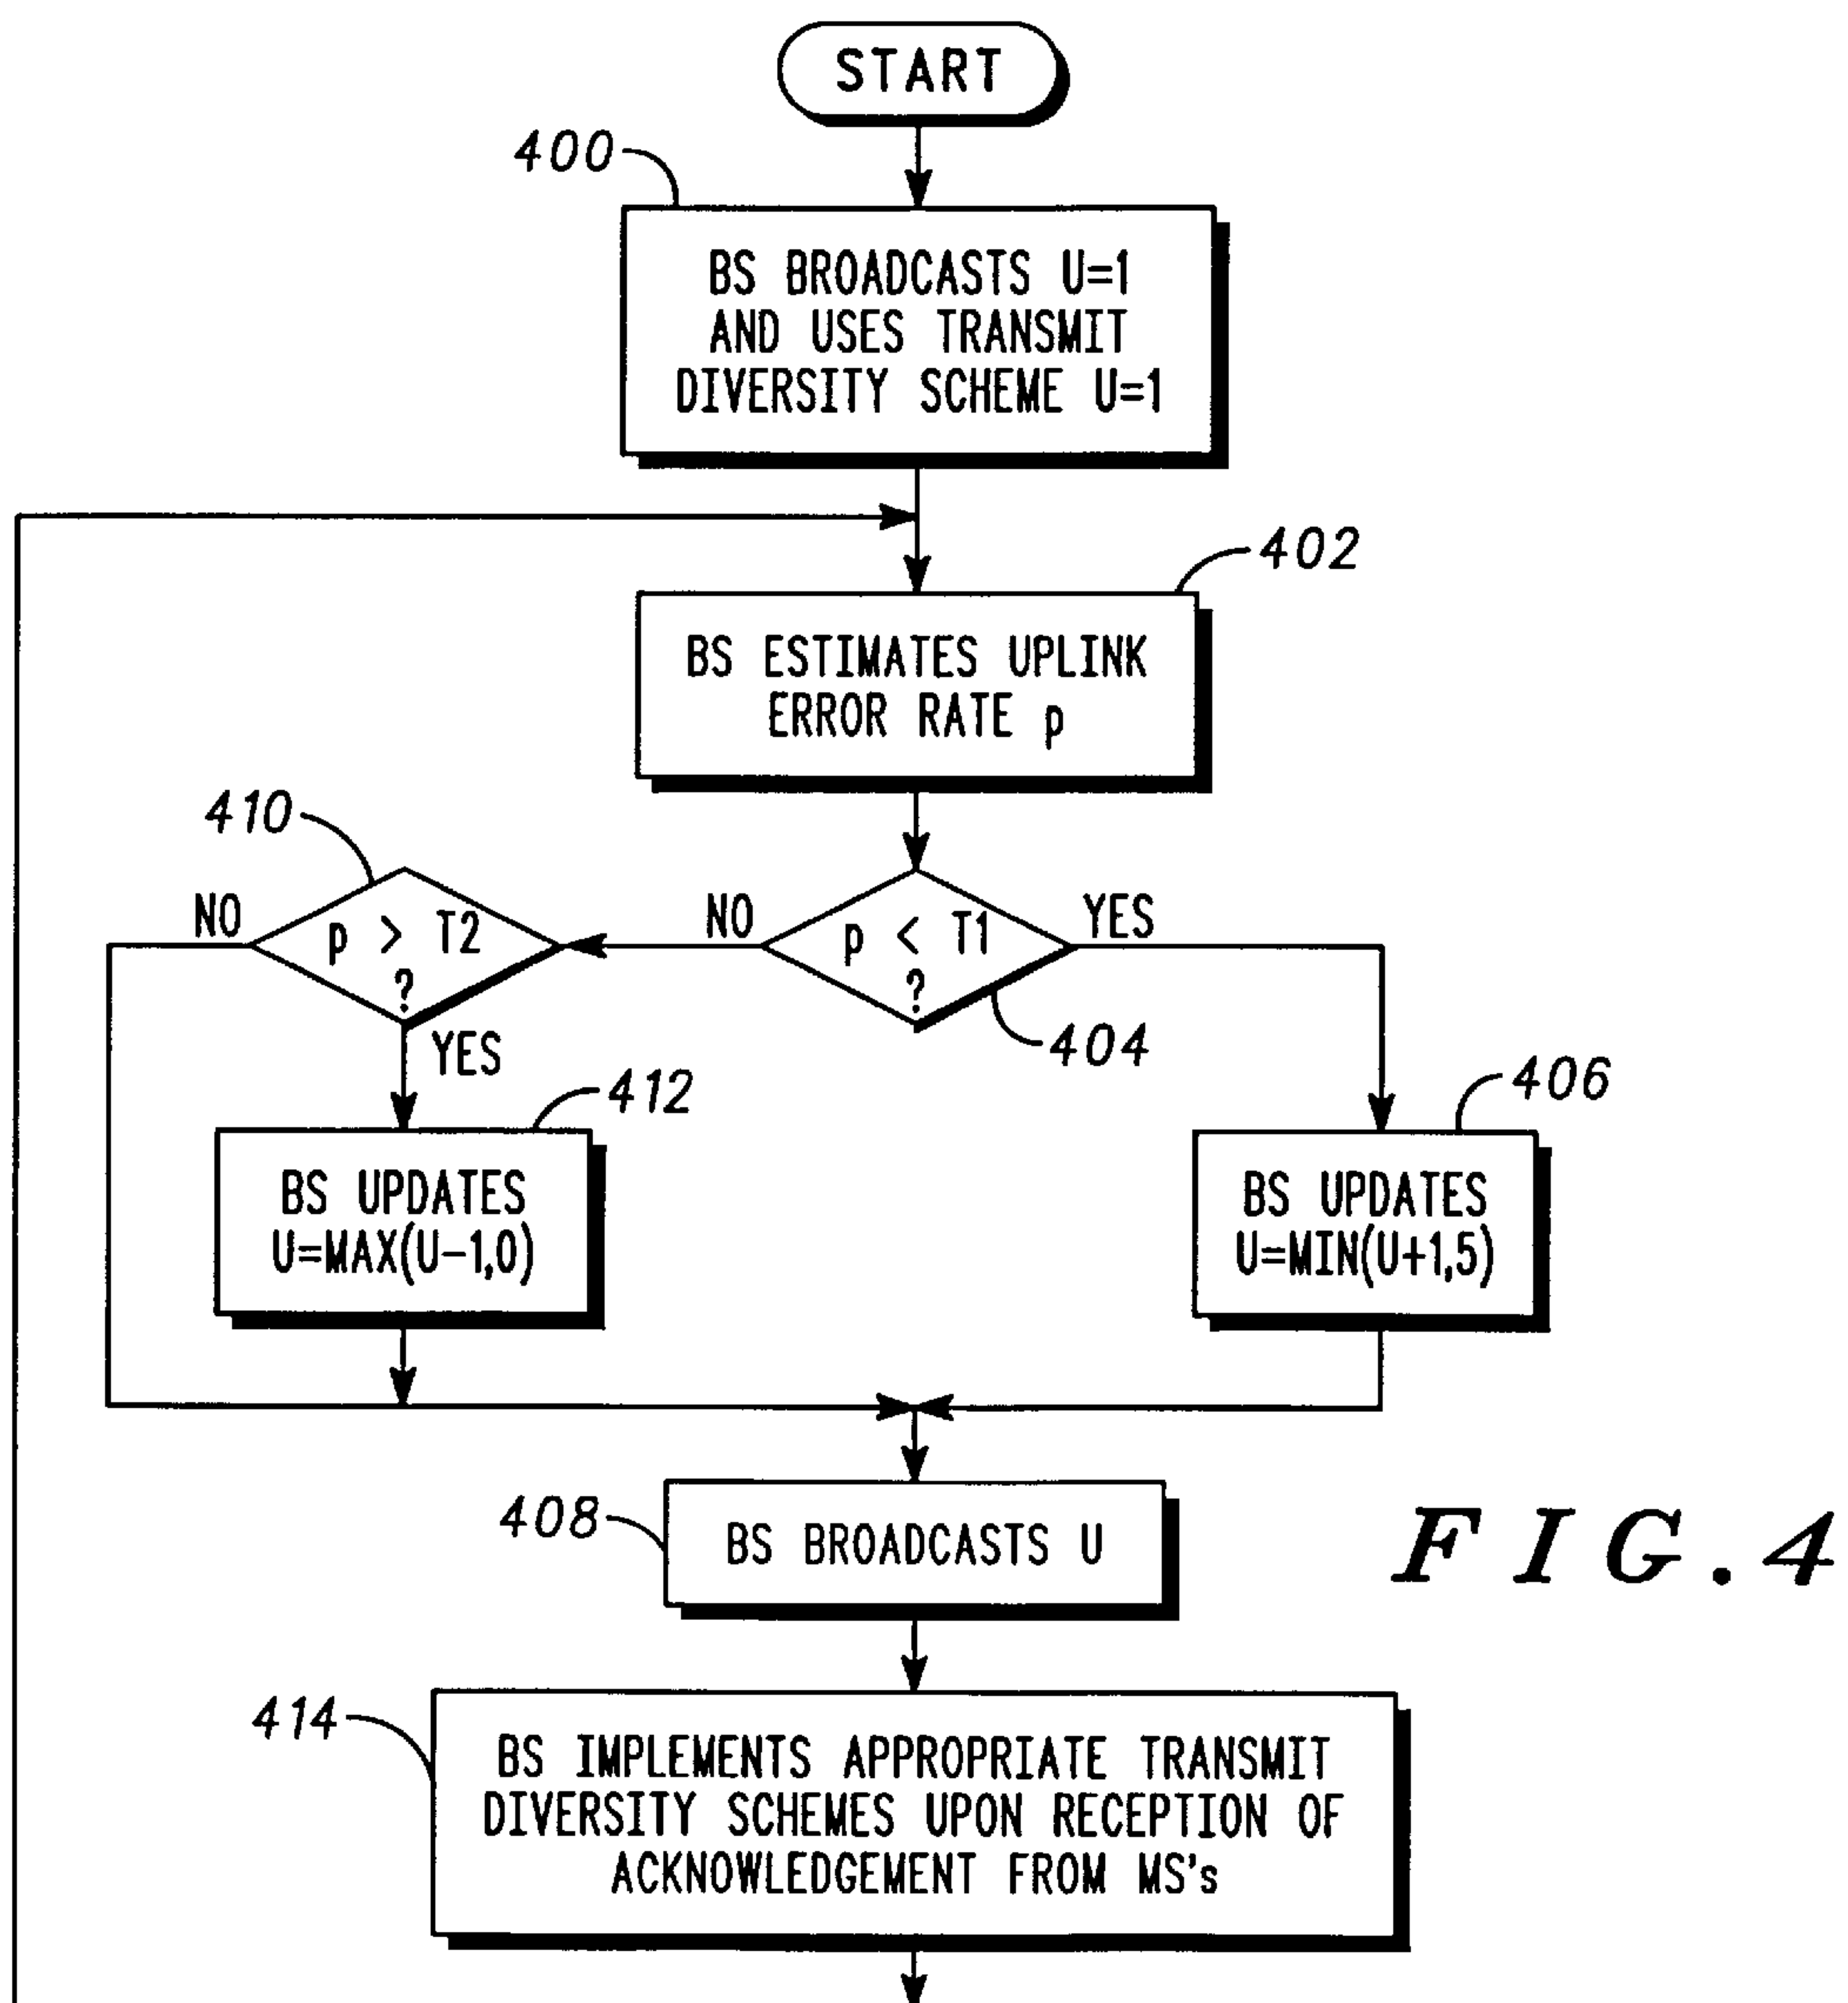 START
400
BS BROADCASTS U=1
AND USES TRANSMIT
DIVERSITY SCHEME U=1
402
BS ESTIMATES UPLINK
ERROR RATE p
410
NO
p > T2
?
YES
NO
p < T1
?
YES
404
412
BS UPDATES
U=MAX(U-1,0)
406
BS UPDATES
U=MIN(U+1,5)
408
BS BROADCASTS U
FIG.4
414
BS IMPLEMENTS APPROPRIATE TRANSMIT
DIVERSITY SCHEMES UPON RECEPTION OF
ACKNOWLEDGEMENT FROM MS's